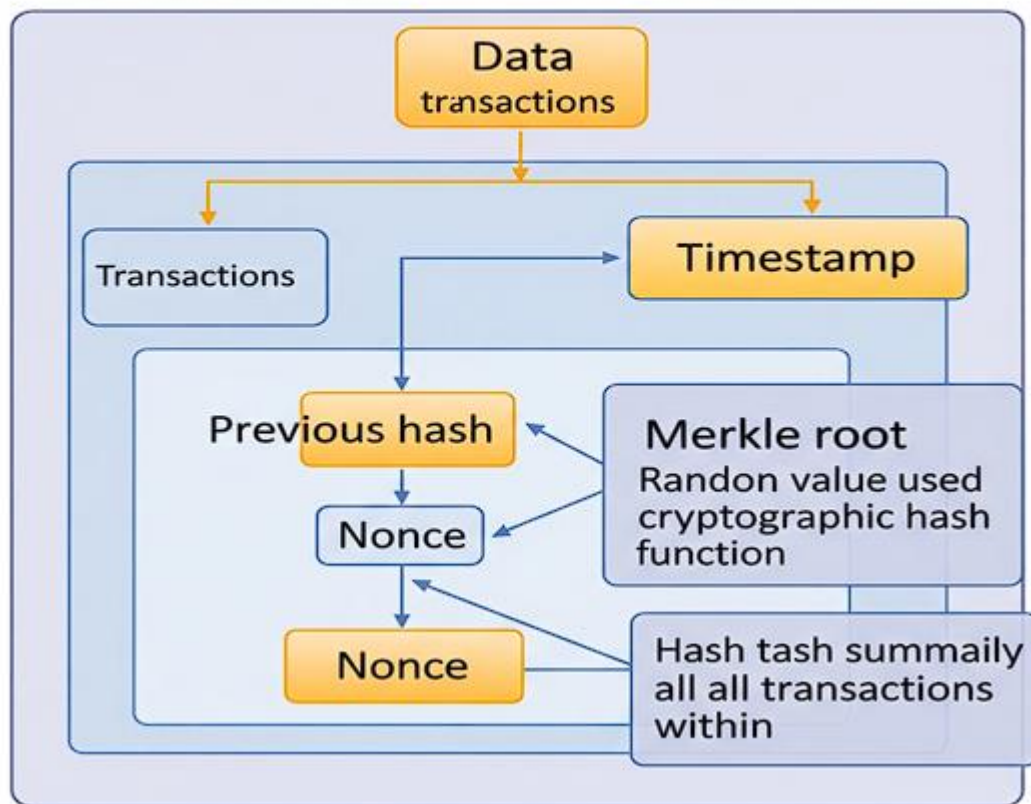 Data
transactions
Transactions
Timestamp
Previous hash
Nonce
Nonce
Merkle root
Randon value used
cryptographic hash
function
Hash tash summaily
all all transactions
within